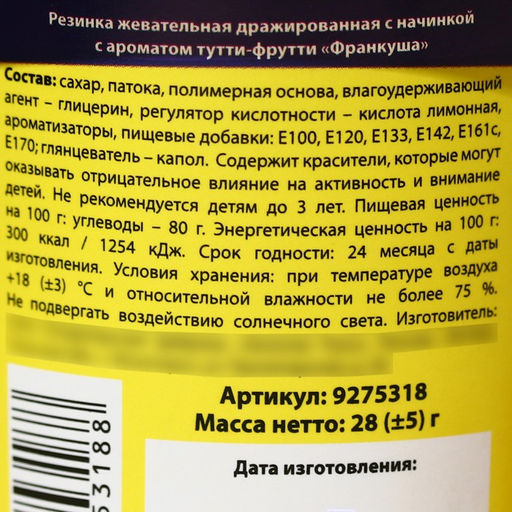 Резинка жевательная дражированная с начинкой
с ароматом тутти-фрутти «Франкуша»
Состав: сахар, патока, полимерная основа, влагоудерживающий
агент – глицерин, регулятор кислотности – кислота лимонная,
ароматизаторы, пищевые добавки: Е100, Е120, Е133, Е142, Е161с,
Е170; глянцеватель – капол. Содержит красители, которые могут
оказывать отрицательное влияние на активность и внимание
детей. Не рекомендуется детям до 3 лет. Пищевая ценность
на 100 г: углеводы – 80 г. Энергетическая ценность на 100 г:
300 ккал / 1254 кДж. Срок годности: 24 месяца с даты
изготовления. Условия хранения: при температуре воздуха
+18 (±3) °С и относительной влажности не более 75 %.
Не подвергать воздействию солнечного света. Изготовитель:
Артикул: 9275318
Масса нетто: 28 (±5) г
Дата изготовления:
53188